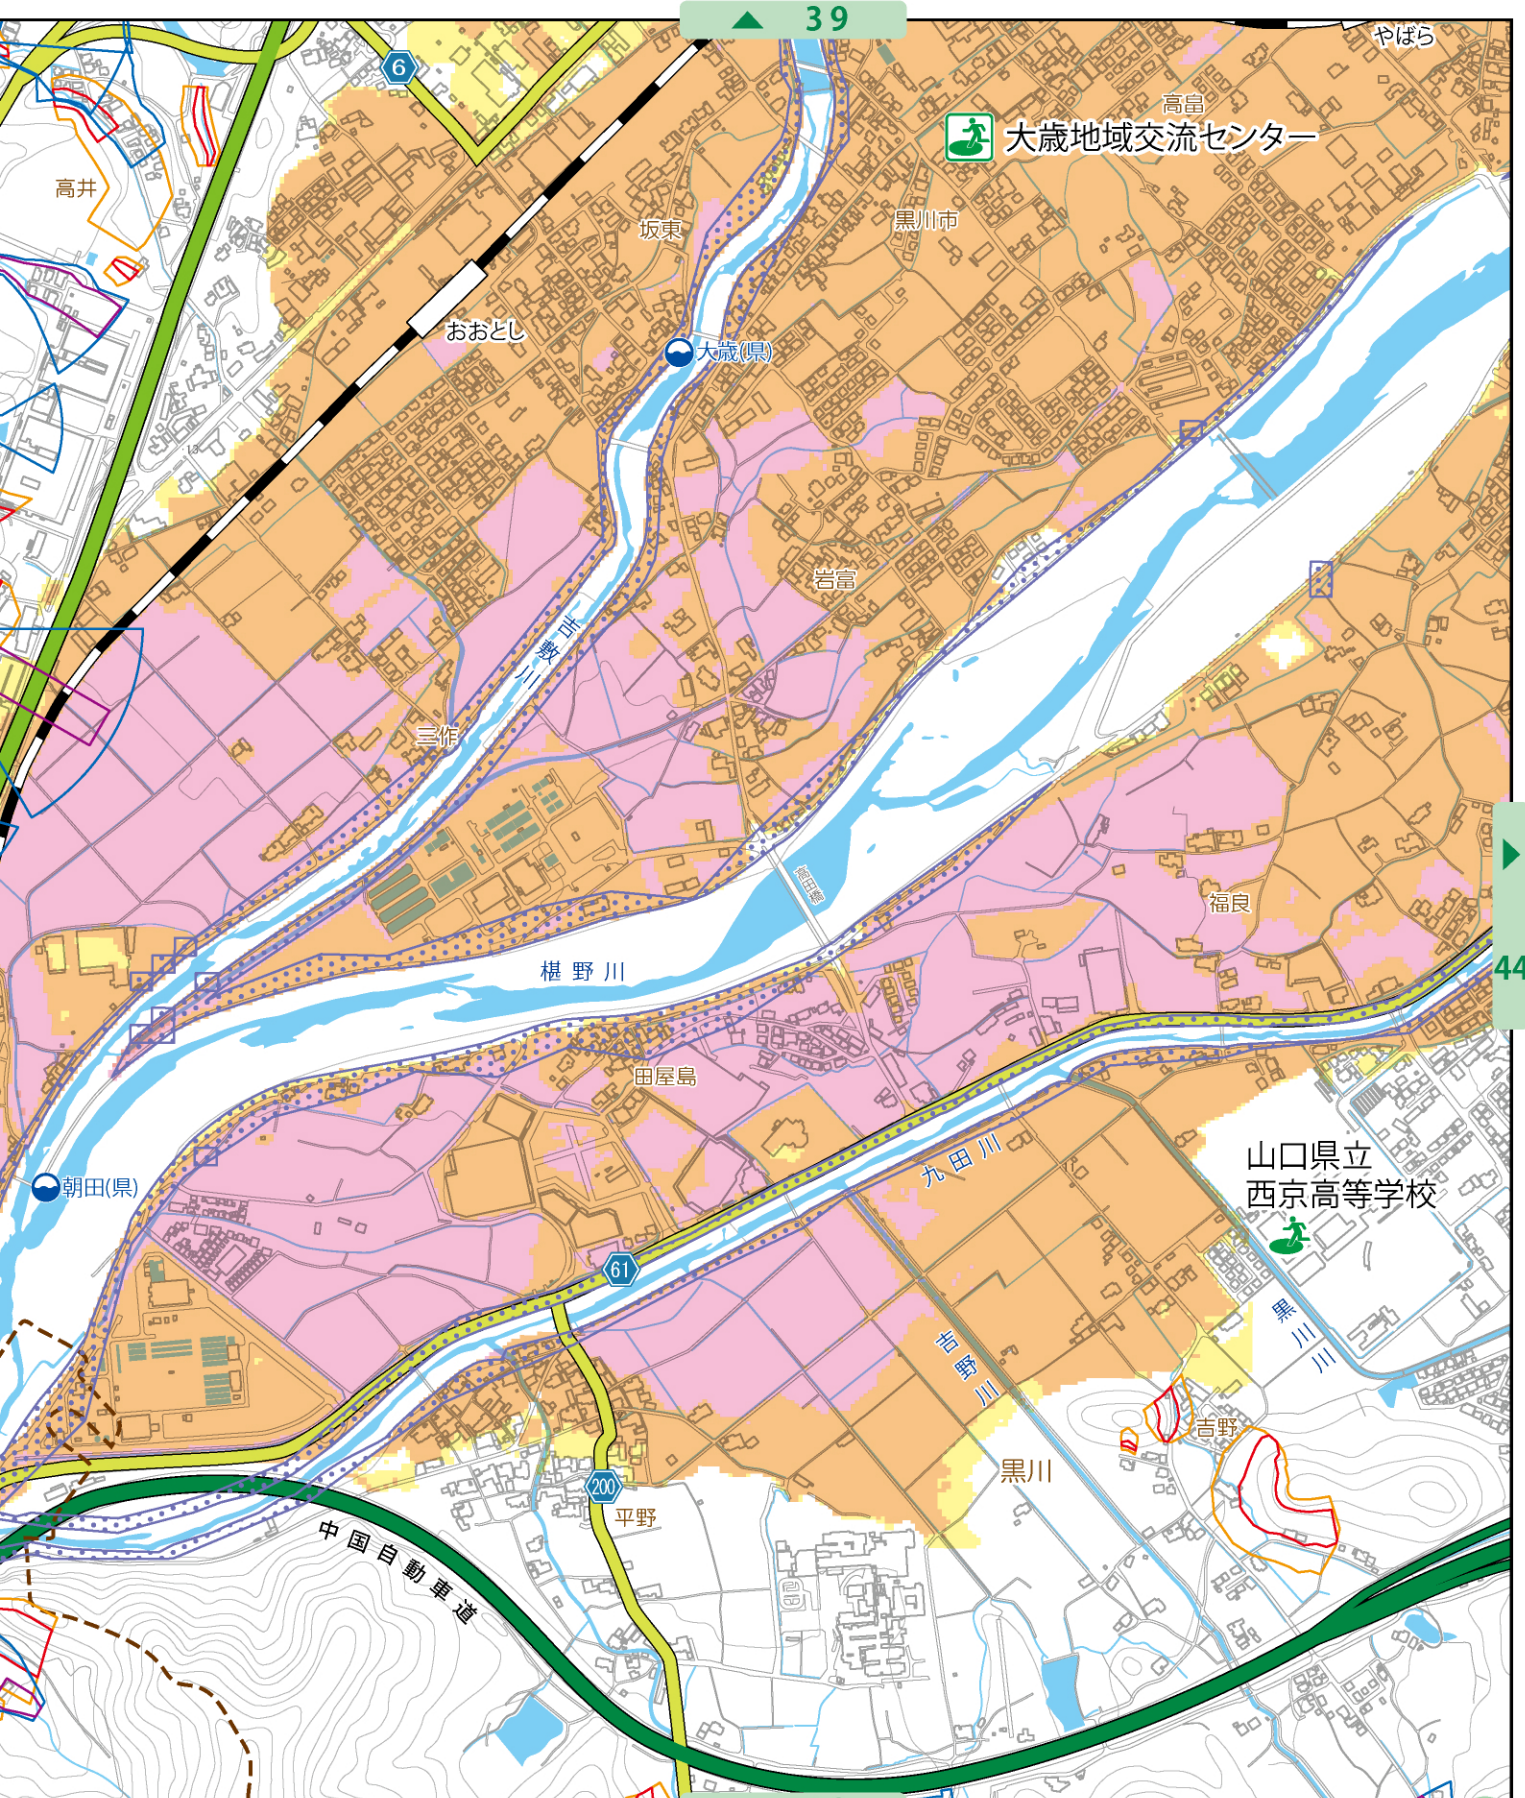 39
やばら
6
高畠
大歳地域交流センター
高井
坂東
黒川市
おおとし
大歳(県)
岩富
吉敷川
三作
高田橋
福良
44
椹野川
田屋島
山口県立
西京高等学校
九田川
朝田(県)
61
黒川川
吉野川
吉野
黒川
200
平野
中国自動車道